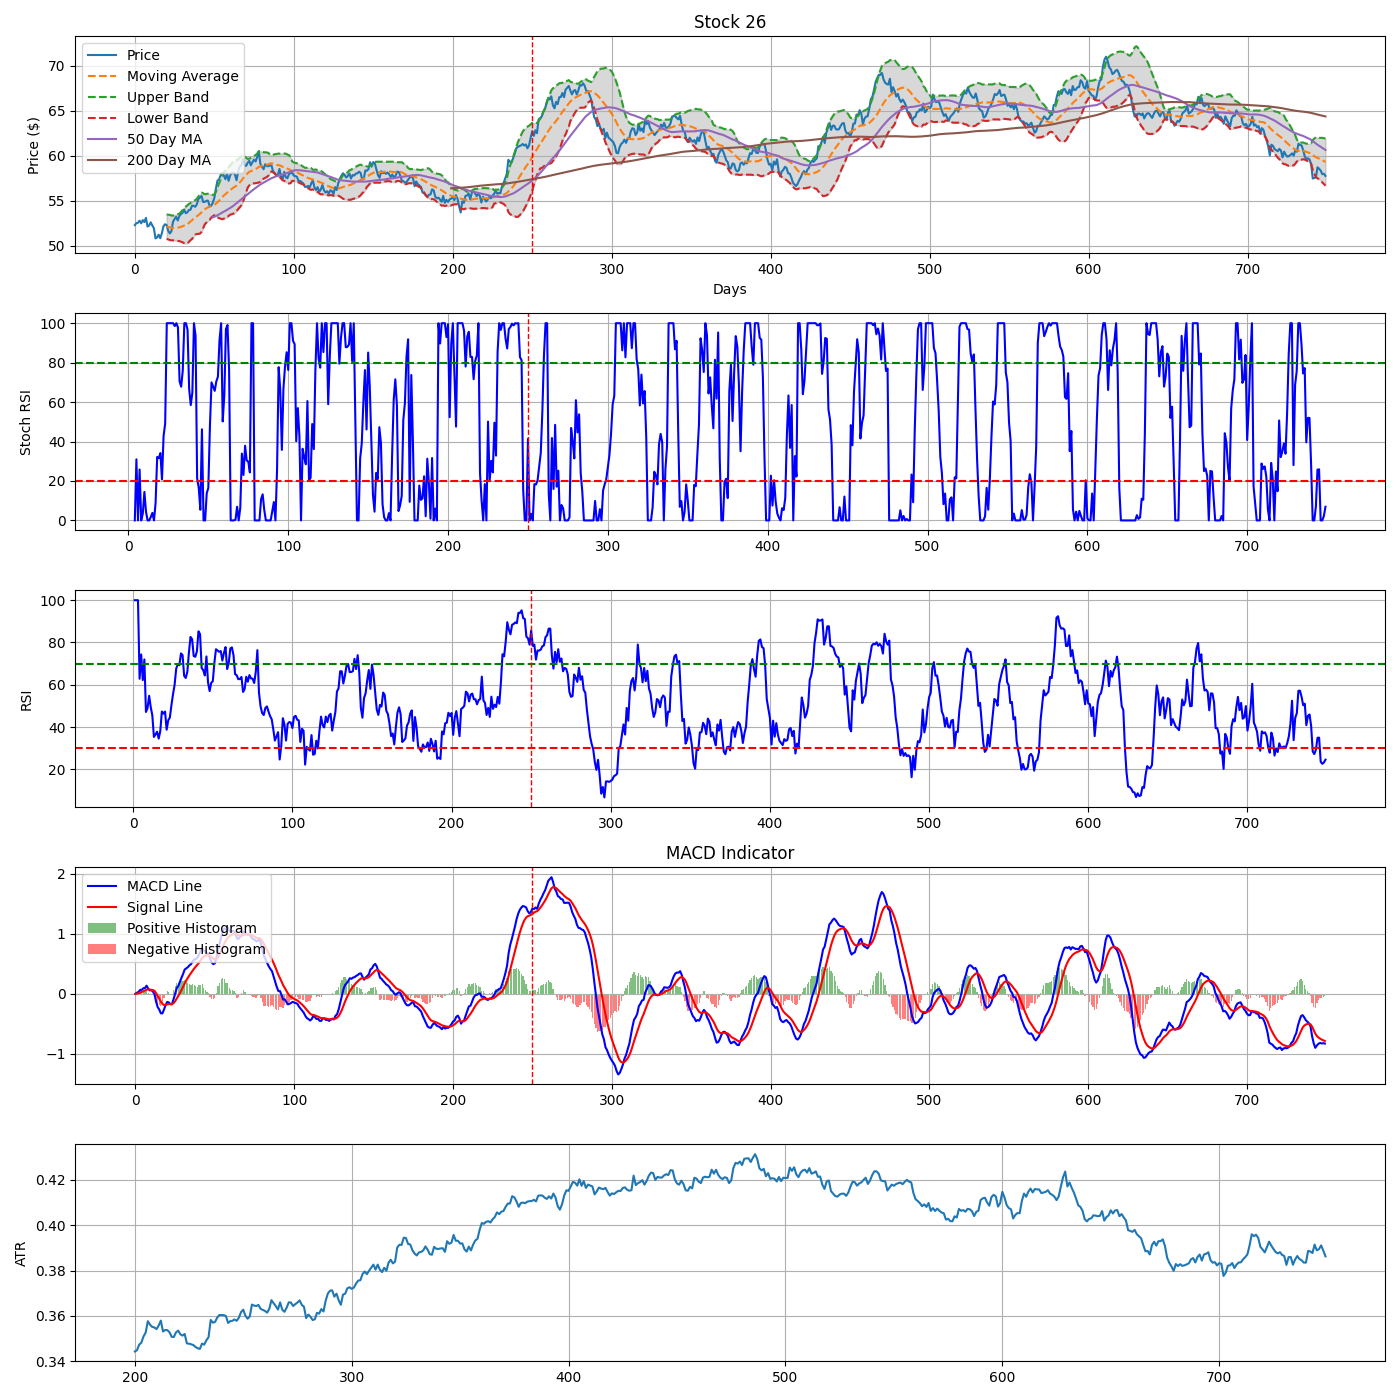 Stock 26
Price ($)
70
65
60
55
50
Price
Moving Average
Upper Band
Lower Band
50 Day MA
200 Day MA
0 100 200 300 400 500 600 700
Days
Stoch RSI
100
80
60
40
20
0
0 100 200 300 400 500 600 700
RSI
100
80
60
40
20
0 100 200 300 400 500 600 700
MACD Indicator
2
1
0
−1
MACD Line
Signal Line
Positive Histogram
Negative Histogram
0 100 200 300 400 500 600 700
ATR
0.42
0.40
0.38
0.36
0.34
200 300 400 500 600 700